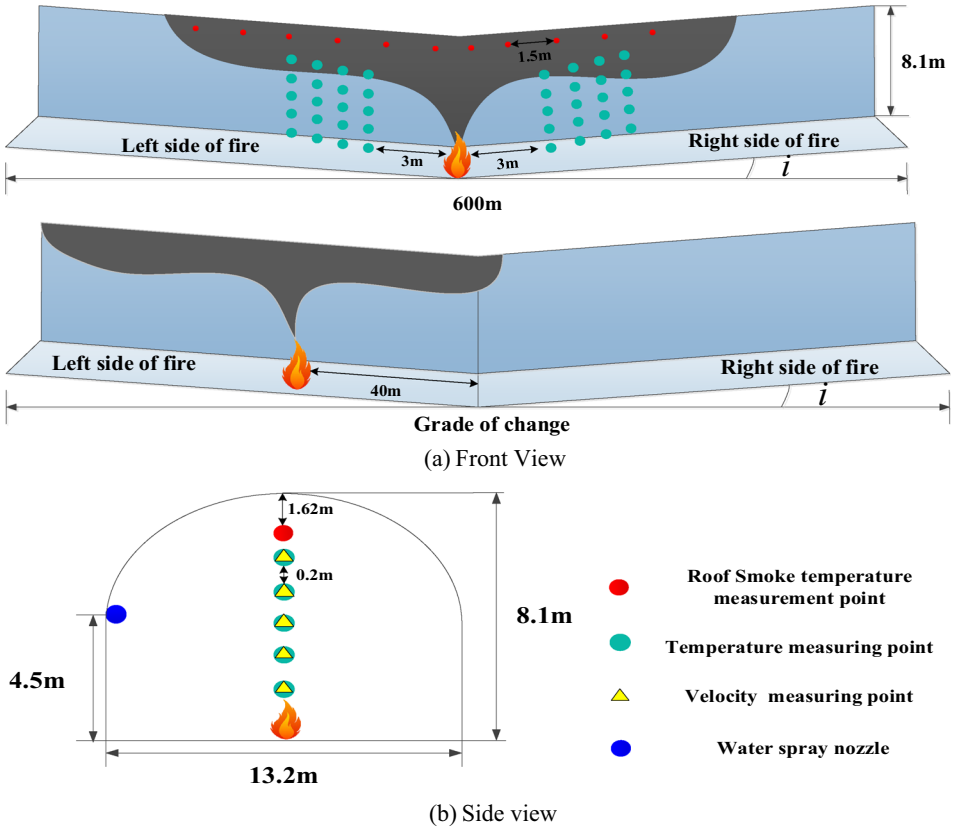 8.1m
1.5m
Left side of fire
3m
3m
Right side of fire
i
600m
Left side of fire
40m
Right side of fire
i
Grade of change
(a) Front View
1.62m
0.2m
8.1m
4.5m
13.2m
Roof Smoke temperature
measurement point
Temperature measuring point
Velocity measuring point
Water spray nozzle
(b) Side view